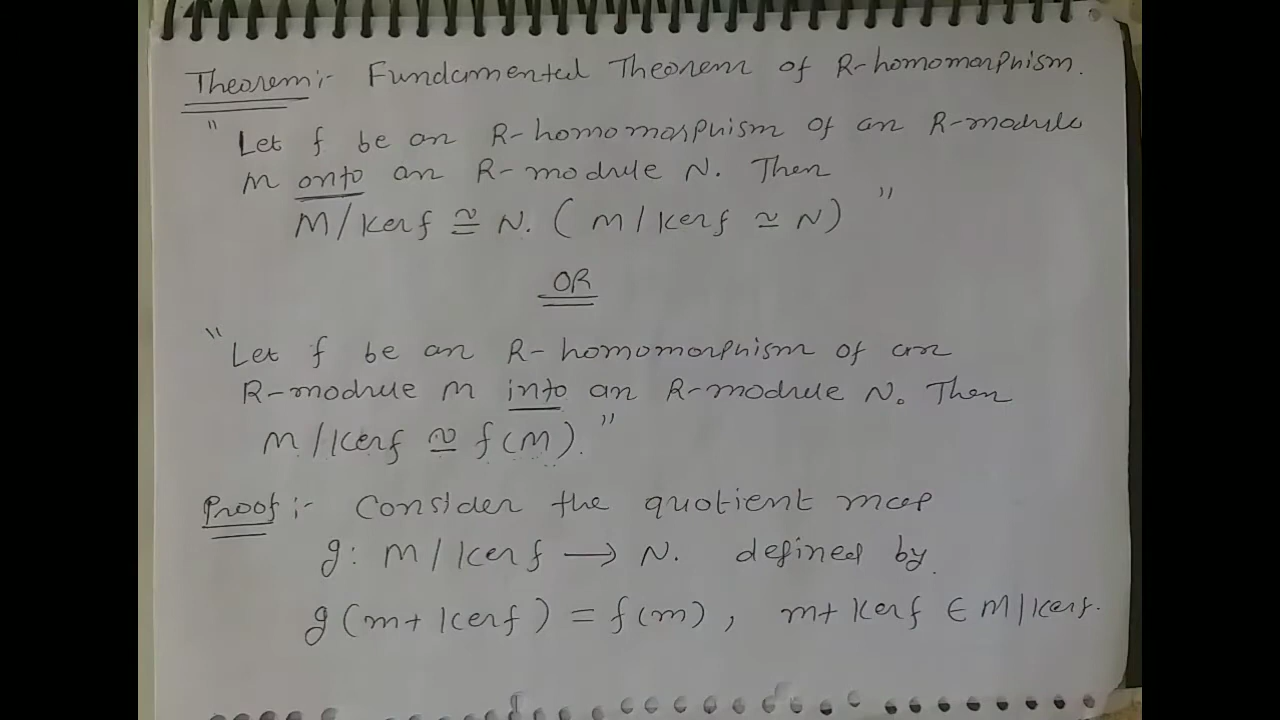 Theorem:- Fundamental Theorem of R-homomorphism.
"Let f be an R-homomorphism of an R-module
M onto an R-module N. Then
M/Kerf ≅ N. (M/Kerf ≃ N)"
OR
"Let f be an R-homomorphism of an
R-module M into an R-module N. Then
M/Kerf ≅ f(M)."
Proof:- Consider the quotient map
g: M/Kerf → N. defined by
g(m+Kerf) = f(m), m+Kerf ∈ M/Kerf.